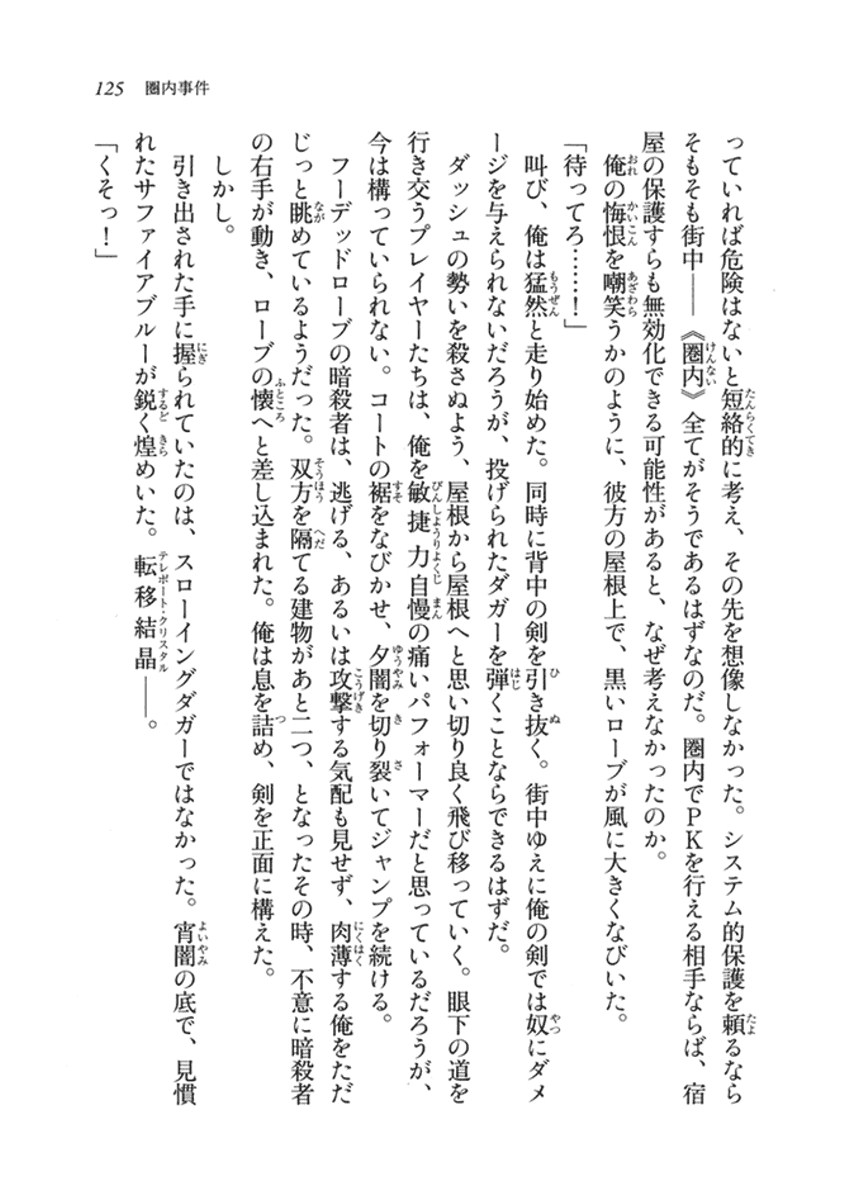 125 圏内事件
っていれば危険はないと短絡的に考え、その先を想像しなかった。システム的保護を頼るなら
そもそも街中――《圏内》全てがそうであるはずなのだ。圏内でPKを行える相手ならば、宿
屋の保護すらも無効化できる可能性があると、なぜ考えなかったのか。
俺の悔恨を嘲笑うかのように、彼方の屋根上で、黒いローブが風に大きくなびいた。
「待ってろ……！」
叫び、俺は猛然と走り始めた。同時に背中の剣を引き抜く。街中ゆえに俺の剣では奴にダメ
ージを与えられないだろうが、投げられたダガーを弾くことならできるはずだ。
ダッシュの勢いを殺さぬよう、屋根から屋根へと思い切り良く飛び移っていく。眼下の道を
行き交うプレイヤーたちは、俺を敏捷力自慢の痛いパフォーマーだと思っているだろうが、
今は構っていられない。コートの裾をなびかせ、夕闇を切り裂いてジャンプを続ける。
フーデッドローブの暗殺者は、逃げる、あるいは攻撃する気配も見せず、肉薄する俺をただ
じっと眺めているようだった。双方を隔てる建物があと二つ、となったその時、不意に暗殺者
の右手が動き、ローブの懐へと差し込まれた。俺は息を詰め、剣を正面に構えた。
しかし。
引き出された手に握られていたのは、スローイングダガーではなかった。宵闇の底で、見慣
れたサファイアブルーが鋭く煌めいた。転移結晶――。
「くそっ！」